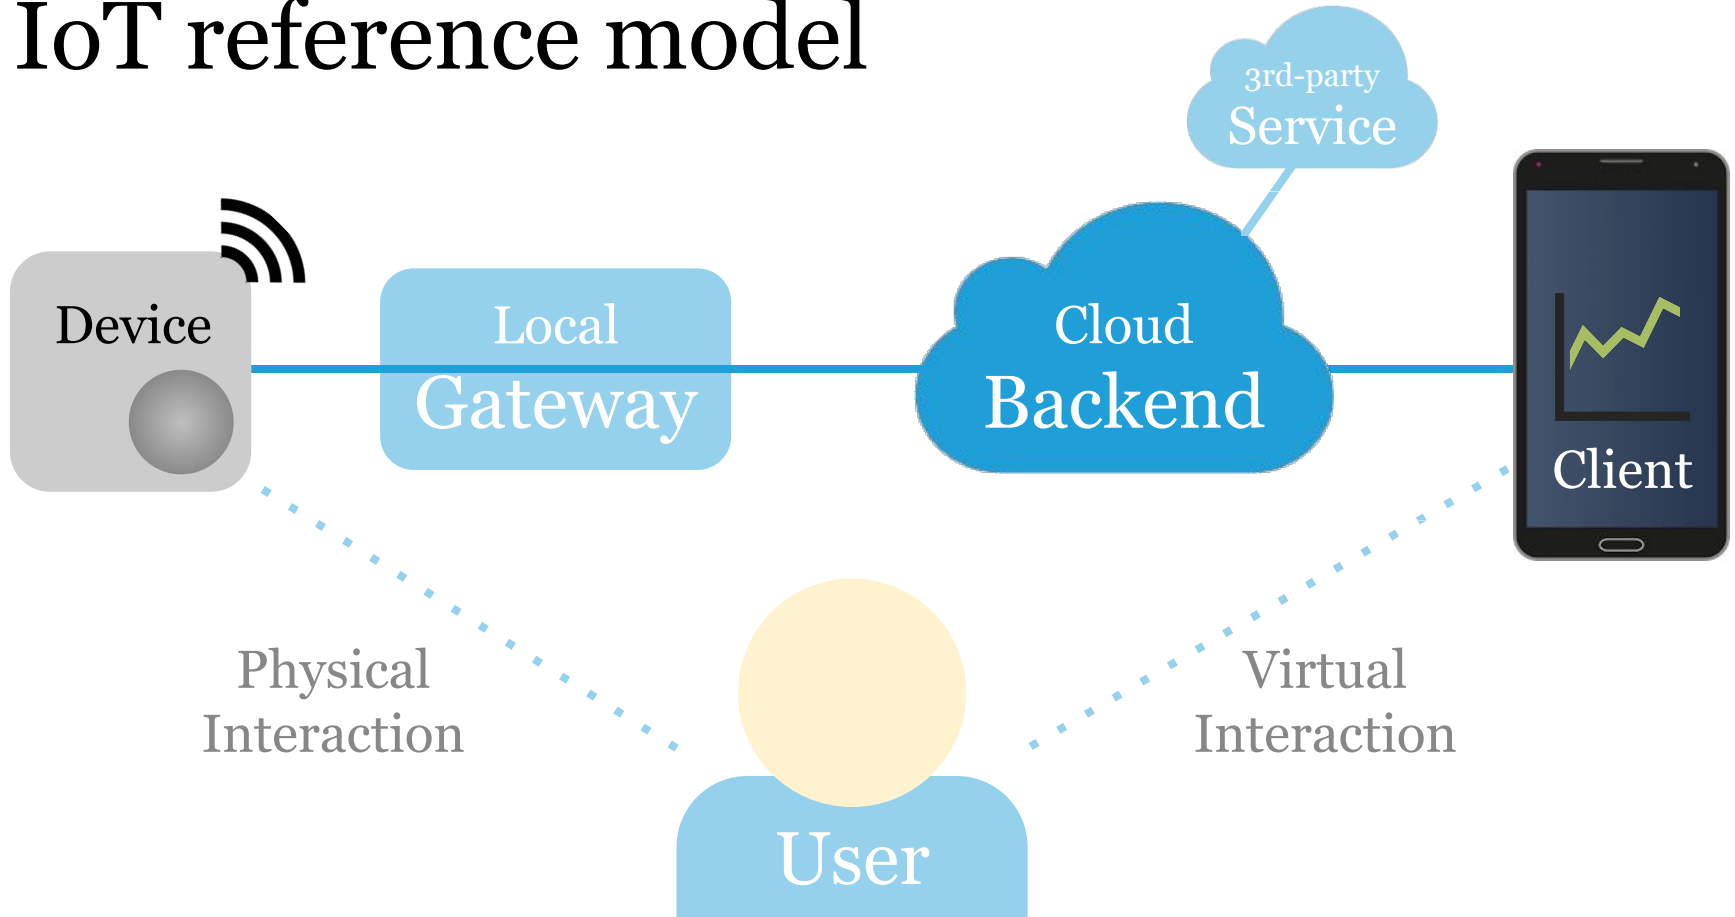 IoT reference model
3rd-party
Service
Device
Local
Gateway
Cloud
Backend
Client
Physical
Interaction
Virtual
Interaction
User